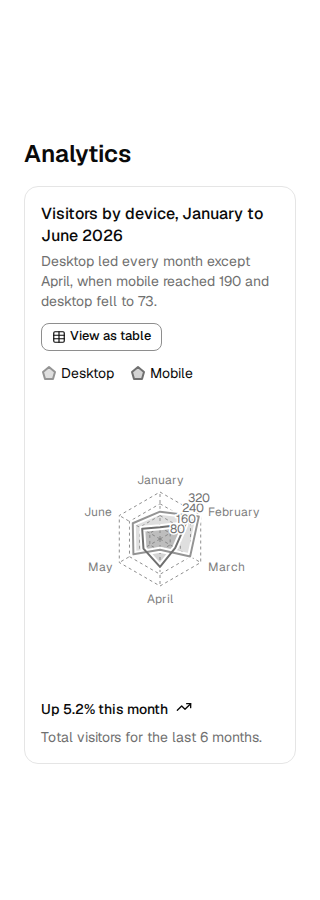 Analytics
Visitors by device, January to
June 2026
Desktop led every month except
April, when mobile reached 190 and
desktop fell to 73.
View as table
Desktop Mobile
January
320
240
February
June
160
80
May
March
April
Up 5.2% this month
Total visitors for the last 6 months.